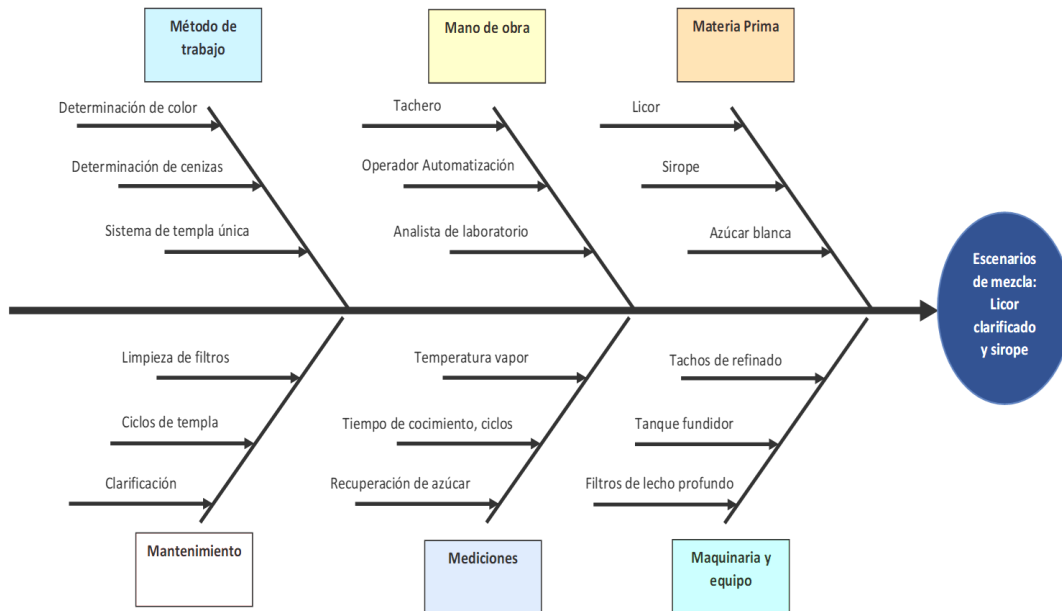 Método de
trabajo
Mano de obra
Materia Prima
Determinación de color
Tachero
Licor
Determinación de cenizas
Operador Automatización
Sirope
Sistema de templa única
Analista de laboratorio
Azúcar blanca
Escenarios
de mezcla:
Licor
clarificado
y sirope
Limpieza de filtros
Temperatura vapor
Tachos de refinado
Ciclos de templa
Tiempo de cocimiento, ciclos
Tanque fundidor
Clarificación
Recuperación de azúcar
Filtros de lecho profundo
Mantenimiento
Mediciones
Maquinaria y
equipo